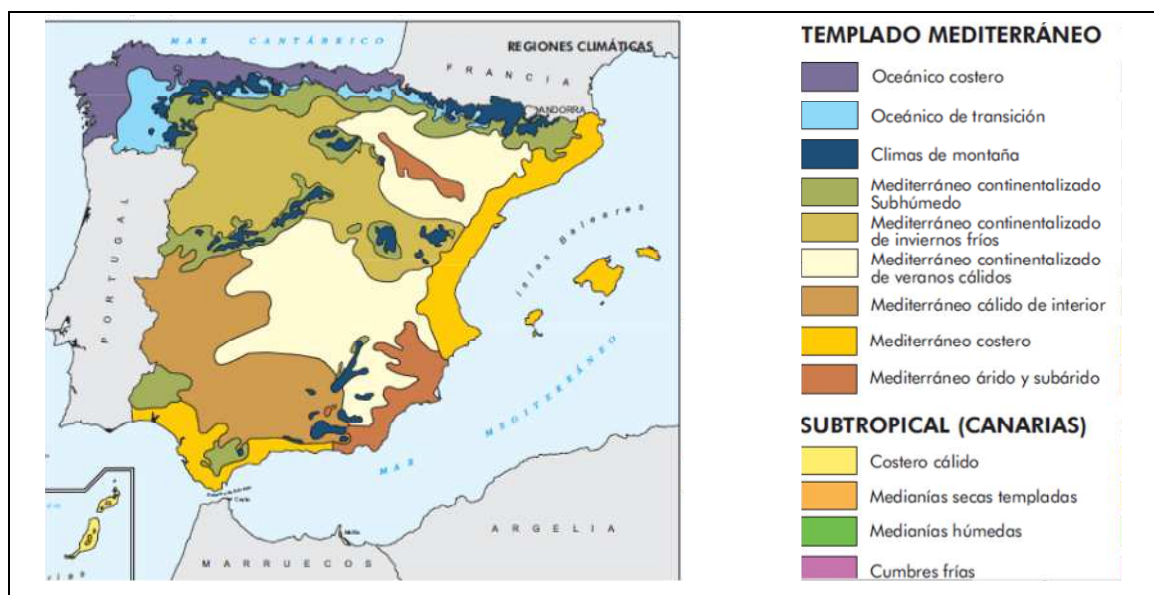 MAR CANTÁBRICO
REGIONES CLIMÁTICAS
FRANCIA
ANDORRA
PORTUGAL
Islas Baleares
MAR MEDITERRÁNEO
Ceuta
Melilla
MARRUECOS
ARGELIA
TEMPLADO MEDITERRÁNEO
Oceánico costero
Oceánico de transición
Climas de montaña
Mediterráneo continentalizado
Subhúmedo
Mediterráneo continentalizado
de inviernos fríos
Mediterráneo continentalizado
de veranos cálidos
Mediterráneo cálido de interior
Mediterráneo costero
Mediterráneo árido y subárido
SUBTROPICAL (CANARIAS)
Costero cálido
Medianías secas templadas
Medianías húmedas
Cumbres frías